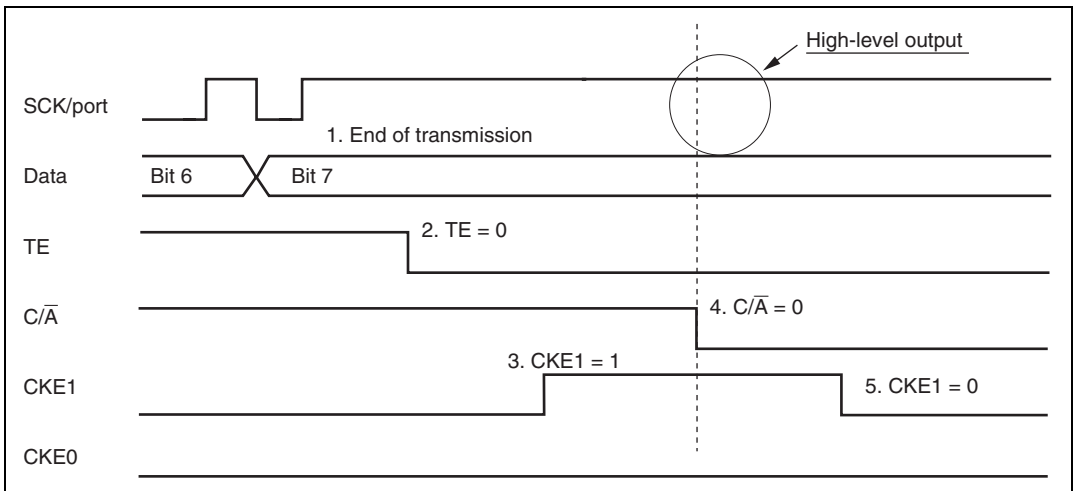 High-level output
SCK/port
1. End of transmission
Data
Bit 6
Bit 7
2. TE = 0
TE
C/A̅
4. C/A̅ = 0
3. CKE1 = 1
CKE1
5. CKE1 = 0
CKE0